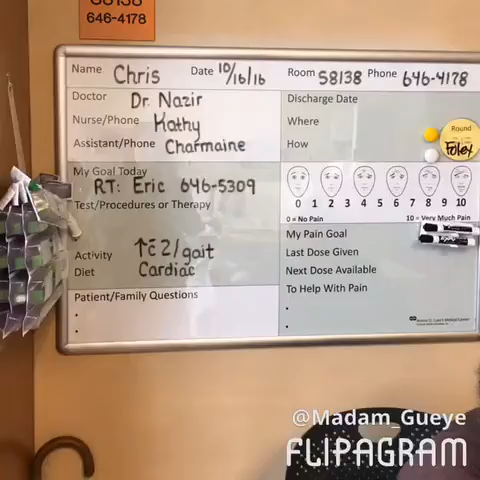 S8138
646-4178
Name Chris Date 10/16/16 Room S8138 Phone 646-4178
Doctor Dr. Nazir
Nurse/Phone Kathy
Assistant/Phone Charmaine
Discharge Date
Where
How
Round
Foley
My Goal Today
RT: Eric 646-5309
Test/Procedures or Therapy
Activity ↑c̄ 2/gait
Diet Cardiac
0 1 2 3 4 5 6 7 8 9 10
0 = No Pain 10 = Very Much Pain
My Pain Goal
Last Dose Given
Next Dose Available
To Help With Pain
Patient/Family Questions
@Madam_Gueye
FLIPAGRAM